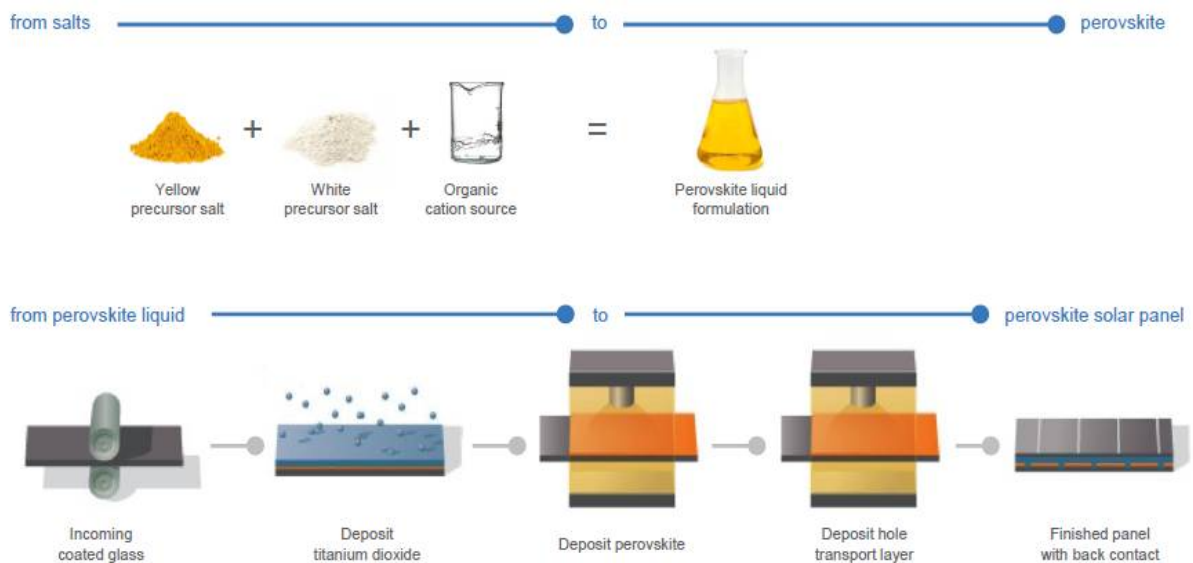 from salts to perovskite
+ + =
Yellow
precursor salt
White
precursor salt
Organic
cation source
Perovskite liquid
formulation
from perovskite liquid to perovskite solar panel
Incoming
coated glass
Deposit
titanium dioxide
Deposit perovskite
Deposit hole
transport layer
Finished panel
with back contact